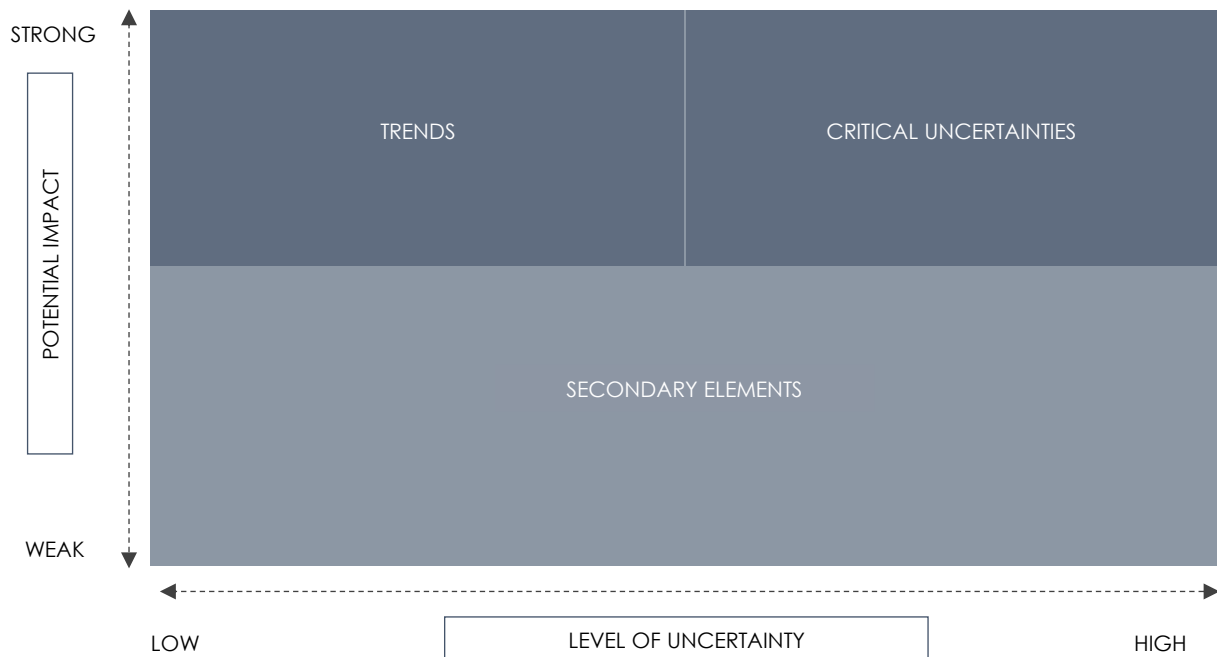 STRONG
POTENTIAL IMPACT
TRENDS
CRITICAL UNCERTAINTIES
SECONDARY ELEMENTS
WEAK
LOW
LEVEL OF UNCERTAINTY
HIGH